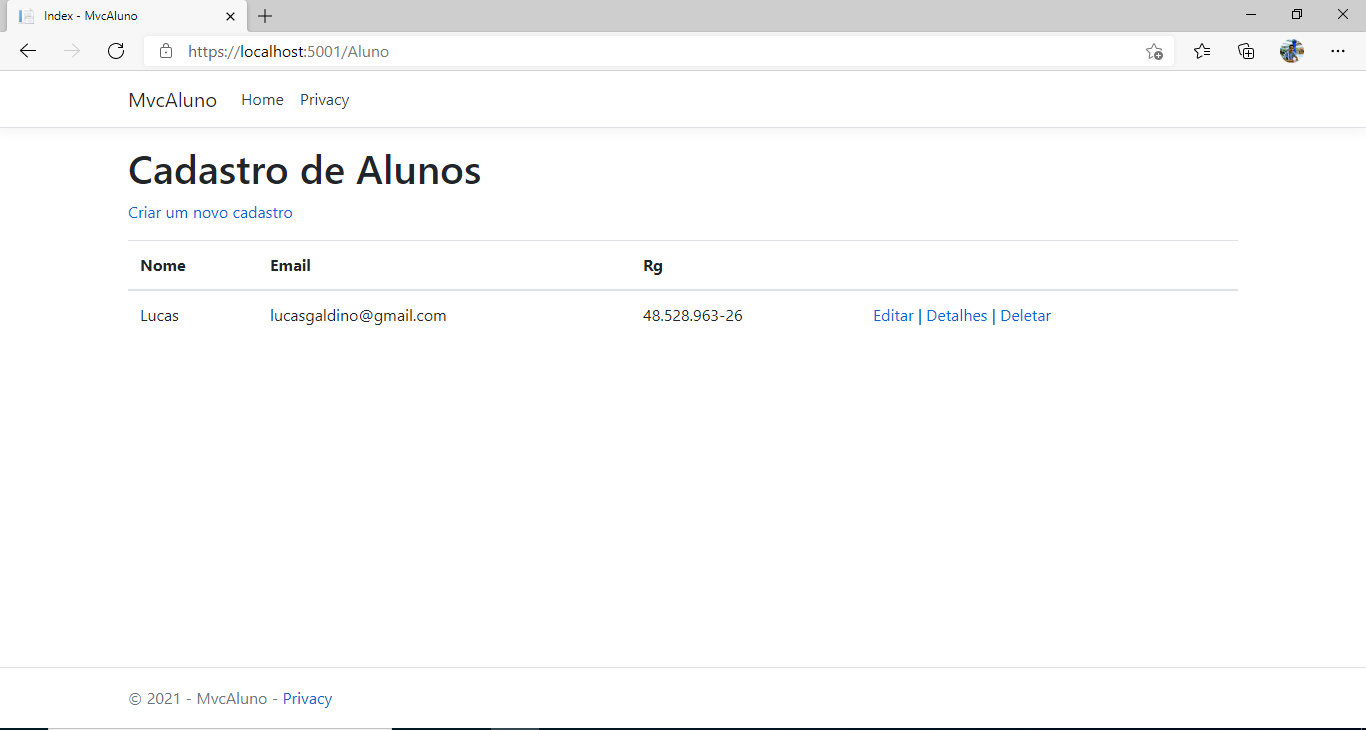 Index - MvcAluno
https://localhost:5001/Aluno
MvcAluno Home Privacy
Cadastro de Alunos
Criar um novo cadastro
Nome Email Rg
Lucas lucasgaldino@gmail.com 48.528.963-26 Editar | Detalhes | Deletar
© 2021 - MvcAluno - Privacy